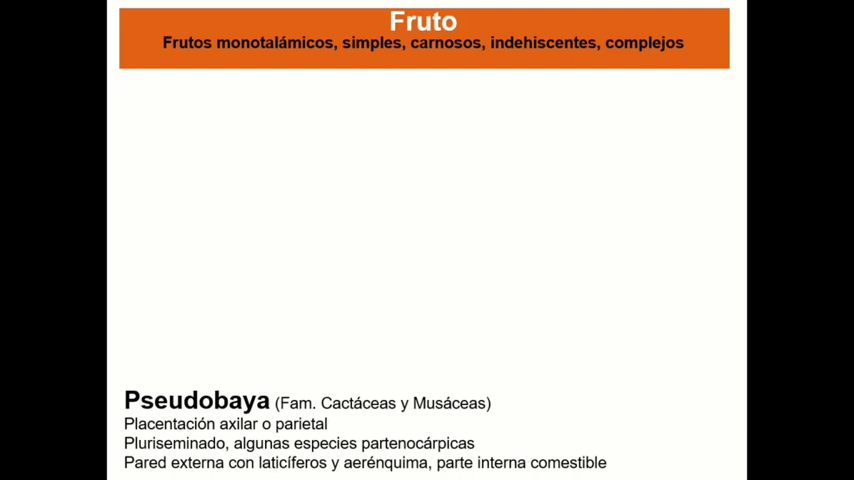 Fruto
Frutos monotalámicos, simples, carnosos, indehiscentes, complejos
Pseudobaya (Fam. Cactáceas y Musáceas)
Placentación axilar o parietal
Pluriseminado, algunas especies partenocárpicas
Pared externa con laticíferos y aerénquima, parte interna comestible